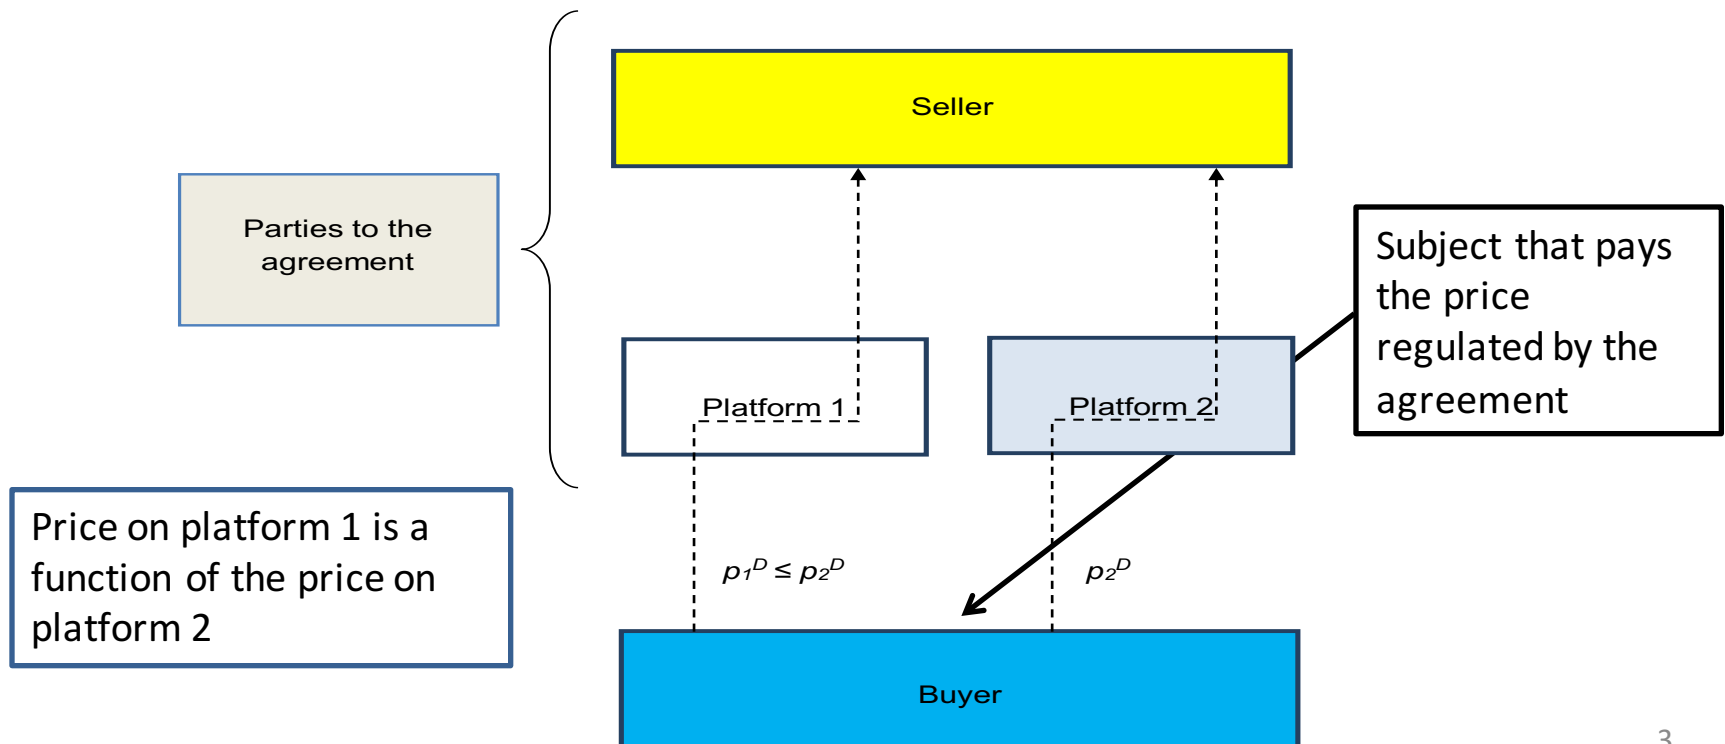 Seller
Parties to the
agreement
Subject that pays
the price
regulated by the
agreement
Platform 1
Platform 2
Price on platform 1 is a
function of the price on
platform 2
p₁ᴰ ≤ p₂ᴰ
p₂ᴰ
Buyer
3